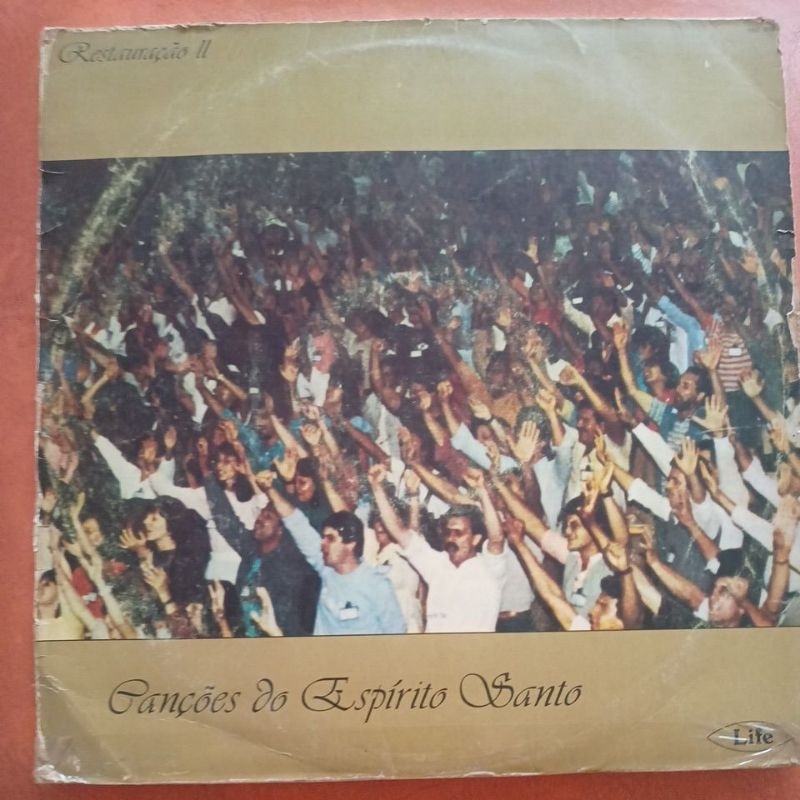 Restauração II
Canções do Espírito Santo
Life